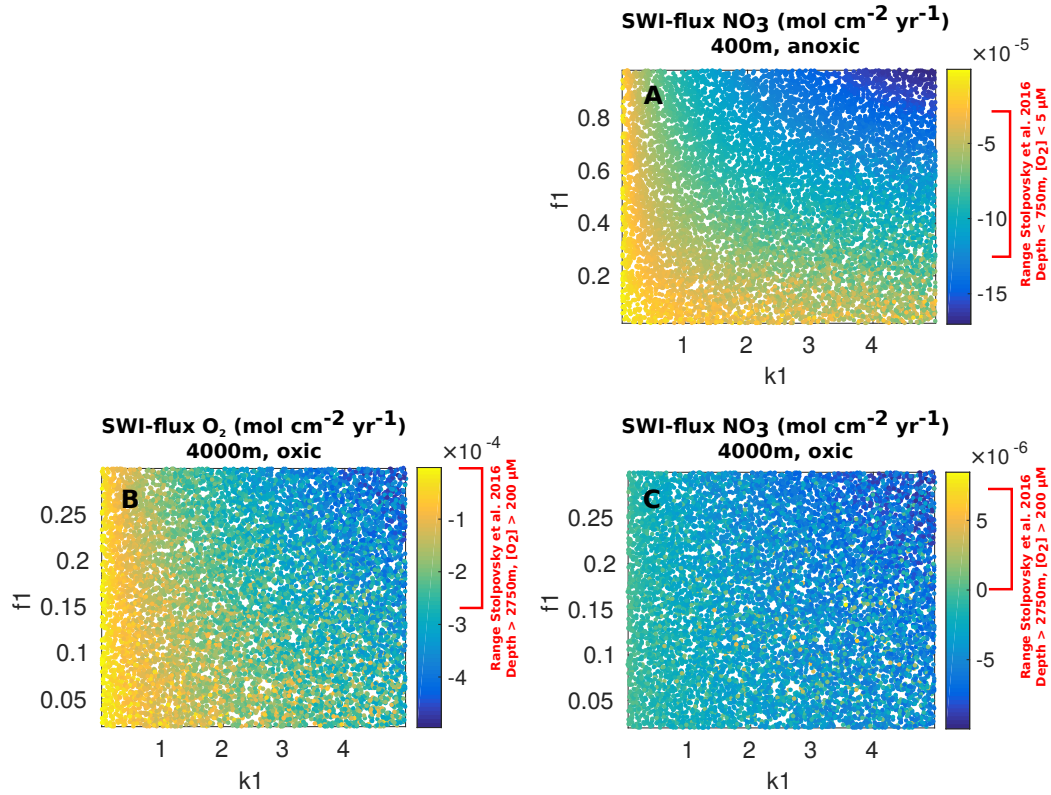 SWI-flux NO3 (mol cm-2 yr-1)
400m, anoxic
×10-5
A
0.8
0.6
0.4
0.2
f1
1 2 3 4
k1
-5
-10
-15
Range Stolpovsky et al. 2016
Depth < 750m, [O2] < 5 µM
SWI-flux O2 (mol cm-2 yr-1)
4000m, oxic
×10-4
B
0.25
0.2
0.15
0.1
0.05
f1
1 2 3 4
k1
-1
-2
-3
-4
Range Stolpovsky et al. 2016
Depth > 2750m, [O2] > 200 µM
SWI-flux NO3 (mol cm-2 yr-1)
4000m, oxic
×10-6
C
0.25
0.2
0.15
0.1
0.05
f1
1 2 3 4
k1
5
0
-5
Range Stolpovsky et al. 2016
Depth > 2750m, [O2] > 200 µM